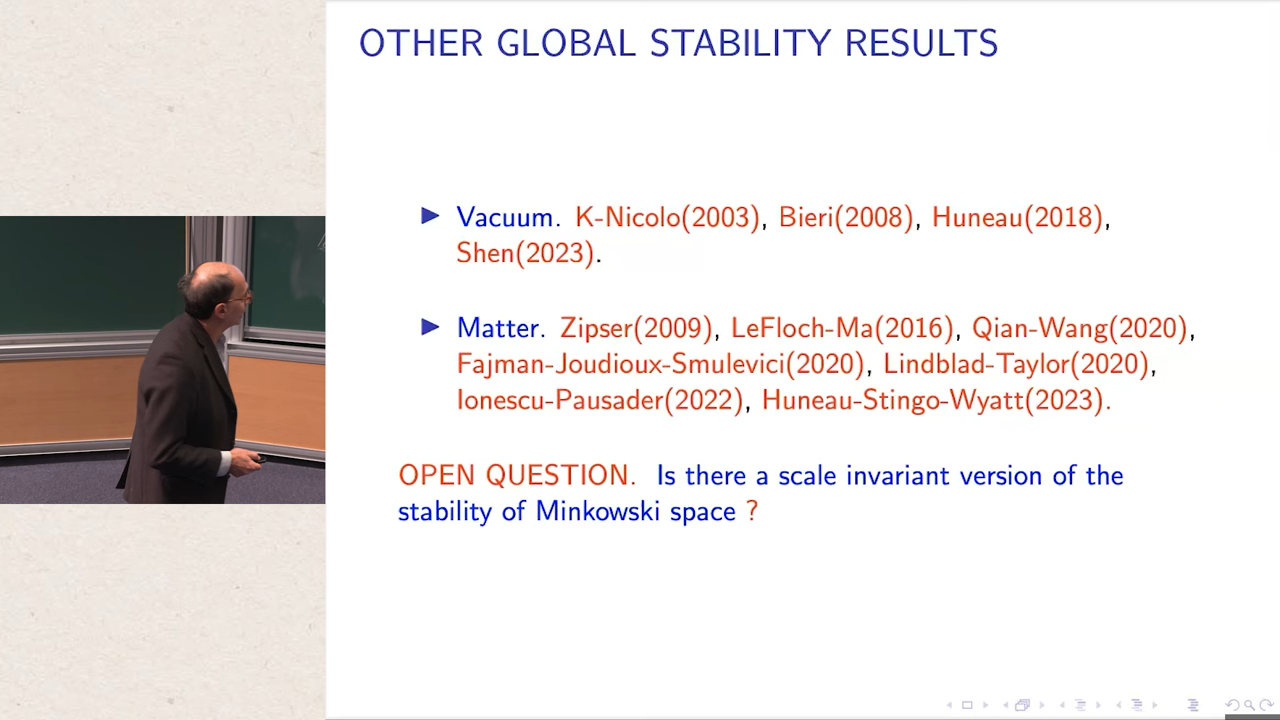 OTHER GLOBAL STABILITY RESULTS
Vacuum. K-Nicolo(2003), Bieri(2008), Huneau(2018),
Shen(2023).
Matter. Zipser(2009), LeFloch-Ma(2016), Qian-Wang(2020),
Fajman-Joudioux-Smulevici(2020), Lindblad-Taylor(2020),
Ionescu-Pausader(2022), Huneau-Stingo-Wyatt(2023).
OPEN QUESTION. Is there a scale invariant version of the
stability of Minkowski space ?